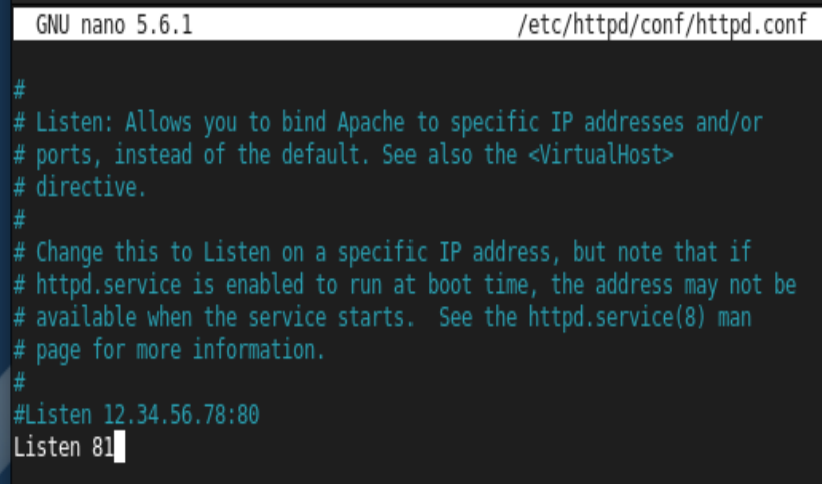 GNU nano 5.6.1 /etc/httpd/conf/httpd.conf
#
# Listen: Allows you to bind Apache to specific IP addresses and/or
# ports, instead of the default. See also the <VirtualHost>
# directive.
#
# Change this to Listen on a specific IP address, but note that if
# httpd.service is enabled to run at boot time, the address may not be
# available when the service starts.  See the httpd.service(8) man
# page for more information.
#
#Listen 12.34.56.78:80
Listen 81